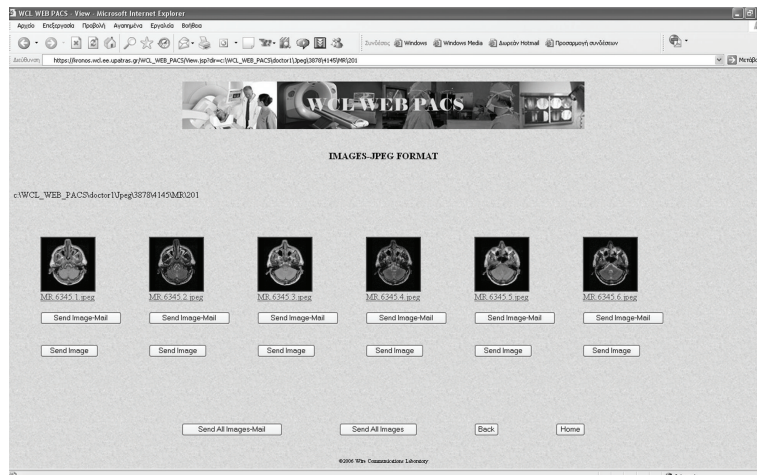 WCL WEB PACS - View - Microsoft Internet Explorer
Αρχείο Επεξεργασία Προβολή Αγαπημένα Εργαλεία Βοήθεια
Συνδέσεις Windows Windows Media Δωρεάν Hotmail Προσαρμογή συνδέσεων
Διεύθυνση https://kronos.wcl.ee.upatras.gr/WCL_WEB_PACS/View.jsp?dir=c:\WCL_WEB_PACS\doctor1\Jpeg\3878\4145\MR\201
WCL WEB PACS
IMAGES-JPEG FORMAT
c:\WCL_WEB_PACS\doctor1\Jpeg\3878\4145\MR\201
MR.6345.1.jpeg MR.6345.2.jpeg MR.6345.3.jpeg MR.6345.4.jpeg MR.6345.5.jpeg MR.6345.6.jpeg
Send Image-Mail Send Image-Mail Send Image-Mail Send Image-Mail Send Image-Mail Send Image-Mail
Send Image Send Image Send Image Send Image Send Image Send Image
Send All Images-Mail Send All Images Back Home
©2006 Wire Communications Laboratory